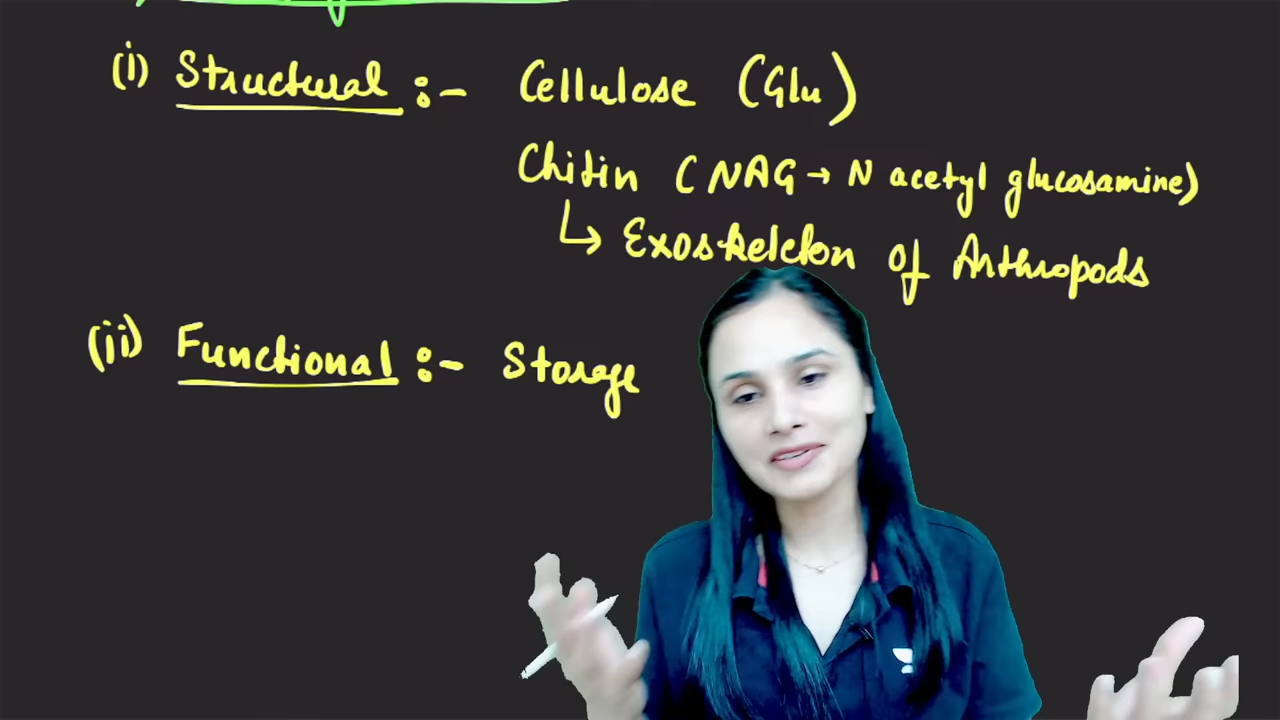 (i) Structural :- Cellulose (Glu)
Chitin (NAG → N acetyl glucosamine)
↳ Exoskeleton of Arthropods
(ii) Functional :- Storage